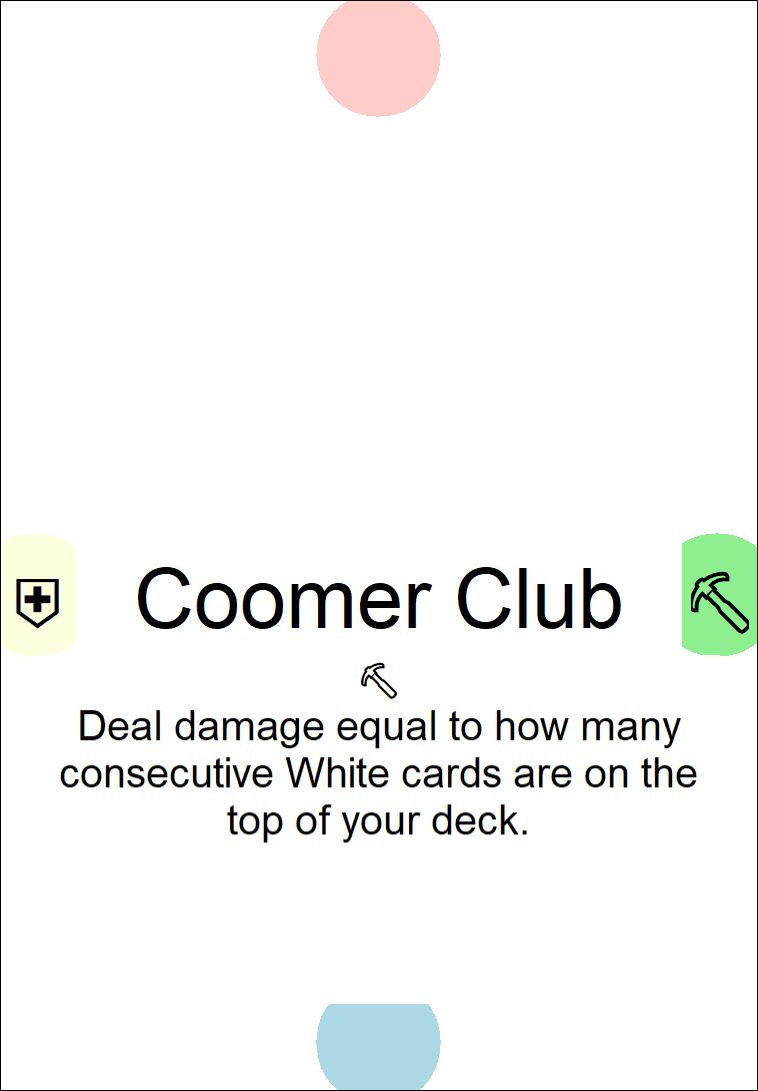 Coomer Club
Deal damage equal to how many
consecutive White cards are on the
top of your deck.